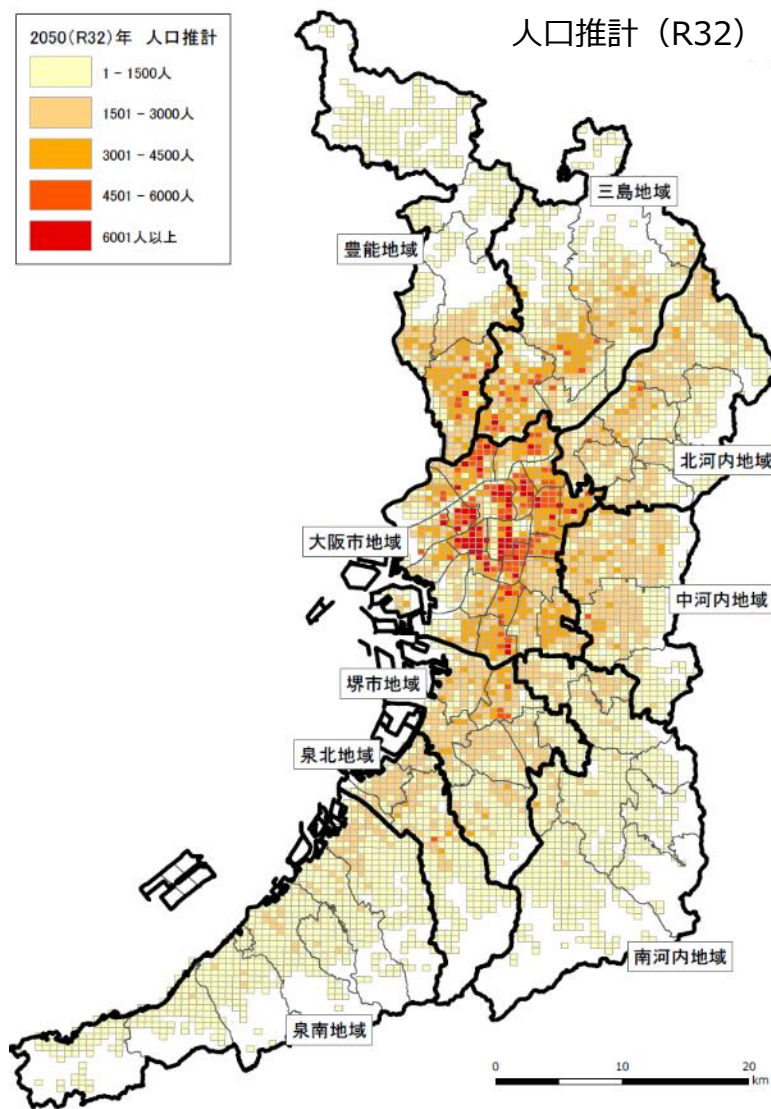 人口推計（R32）
2050(R32)年 人口推計
1 - 1500人
1501 - 3000人
3001 - 4500人
4501 - 6000人
6001人以上
三島地域
豊能地域
北河内地域
大阪市地域
中河内地域
堺市地域
泉北地域
南河内地域
泉南地域
0 10 20
km